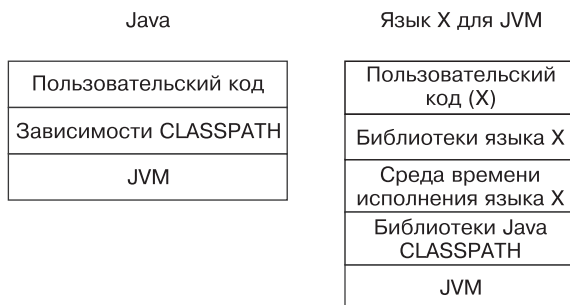 Java
Пользовательский код
Зависимости CLASSPATH
JVM
Язык X для JVM
Пользовательский
код (X)
Библиотеки языка X
Среда времени
исполнения языка X
Библиотеки Java
CLASSPATH
JVM